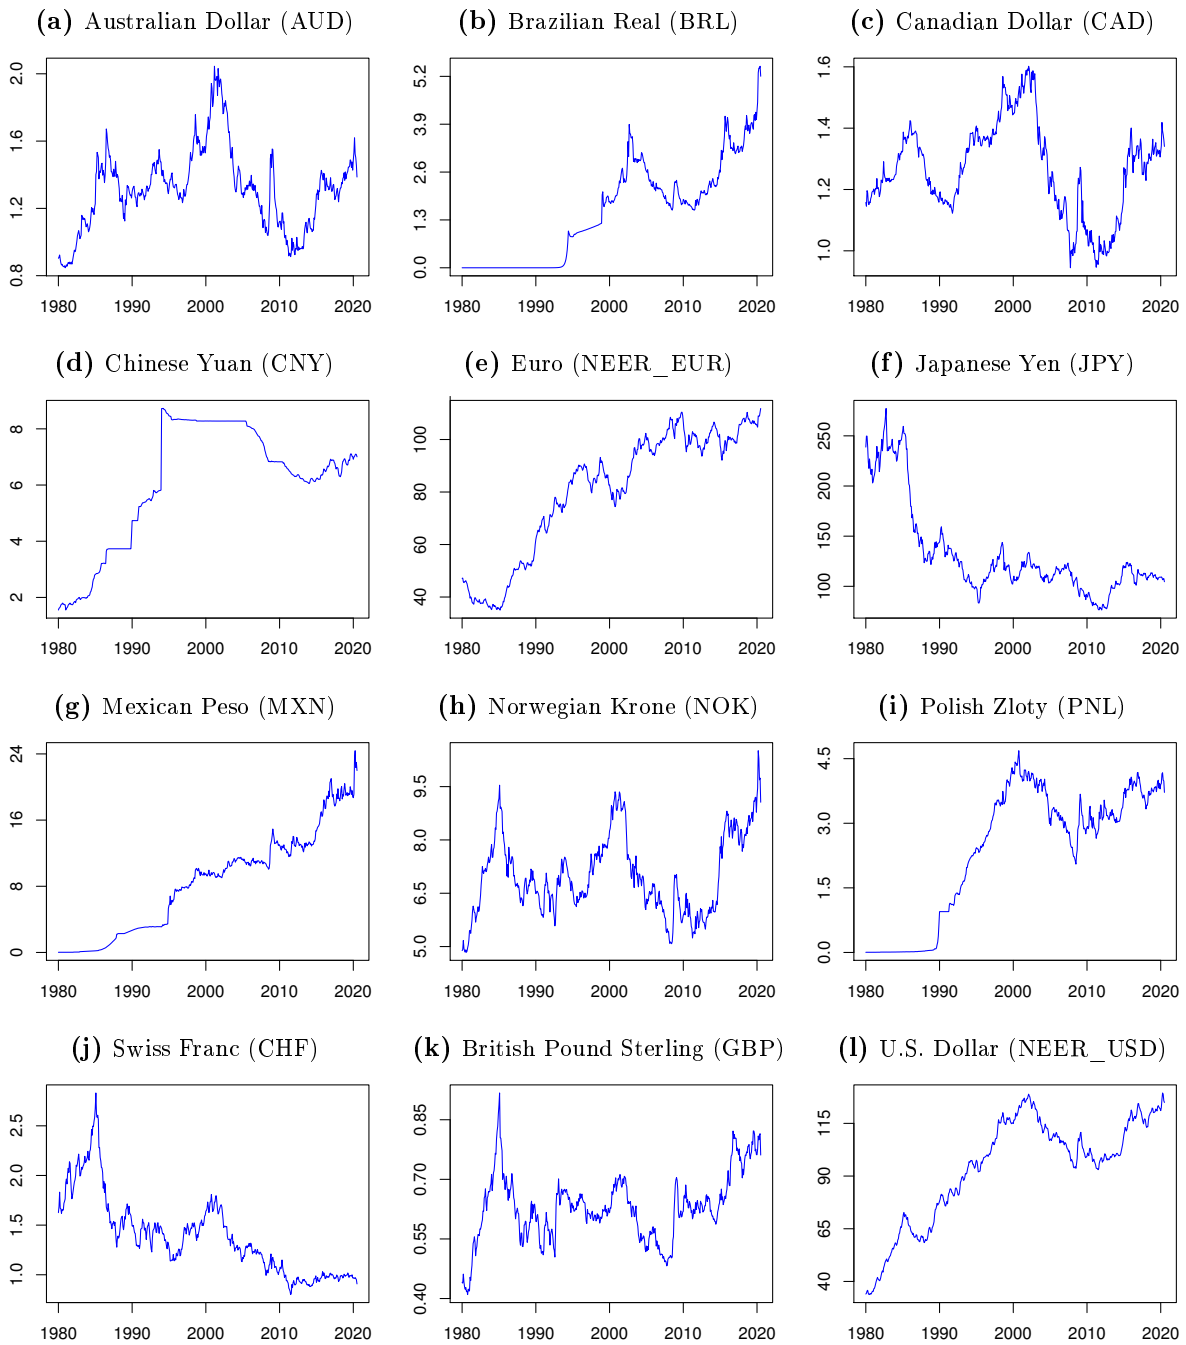 (a) Australian Dollar (AUD)
(b) Brazilian Real (BRL)
(c) Canadian Dollar (CAD)
2.0
1.6
1.2
0.8
1980 1990 2000 2010 2020
5.2
3.9
2.6
1.3
0.0
1980 1990 2000 2010 2020
1.6
1.4
1.2
1.0
1980 1990 2000 2010 2020
(d) Chinese Yuan (CNY)
(e) Euro (NEER_EUR)
(f) Japanese Yen (JPY)
8
6
4
2
1980 1990 2000 2010 2020
100
80
60
40
1980 1990 2000 2010 2020
250
200
150
100
1980 1990 2000 2010 2020
(g) Mexican Peso (MXN)
(h) Norwegian Krone (NOK)
(i) Polish Zloty (PNL)
24
16
8
0
1980 1990 2000 2010 2020
9.5
8.0
6.5
5.0
1980 1990 2000 2010 2020
4.5
3.0
1.5
0.0
1980 1990 2000 2010 2020
(j) Swiss Franc (CHF)
(k) British Pound Sterling (GBP)
(l) U.S. Dollar (NEER_USD)
2.5
2.0
1.5
1.0
1980 1990 2000 2010 2020
0.85
0.70
0.55
0.40
1980 1990 2000 2010 2020
115
90
65
40
1980 1990 2000 2010 2020